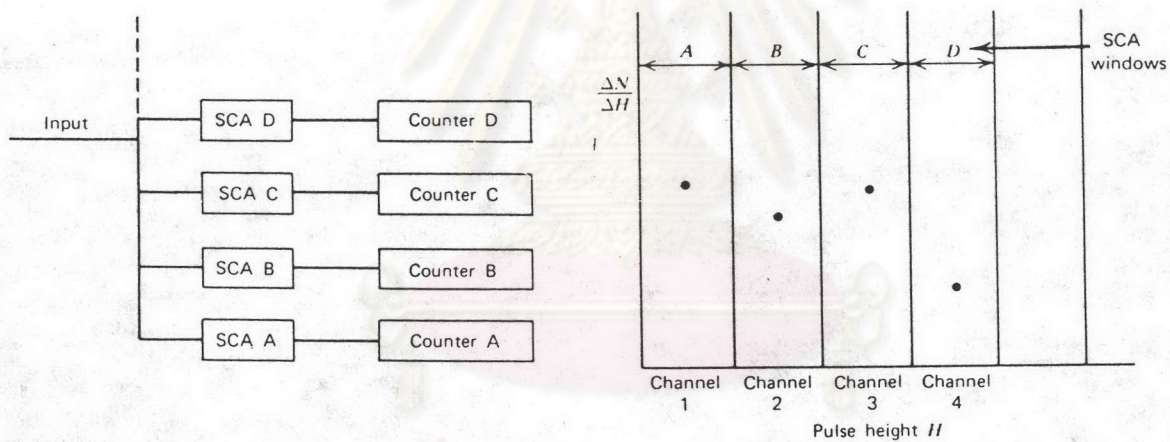 Input
SCA D
Counter D
SCA C
Counter C
SCA B
Counter B
SCA A
Counter A
ΔN
ΔH
A
B
C
D
SCA
windows
Channel
1
Channel
2
Channel
3
Channel
4
Pulse height H